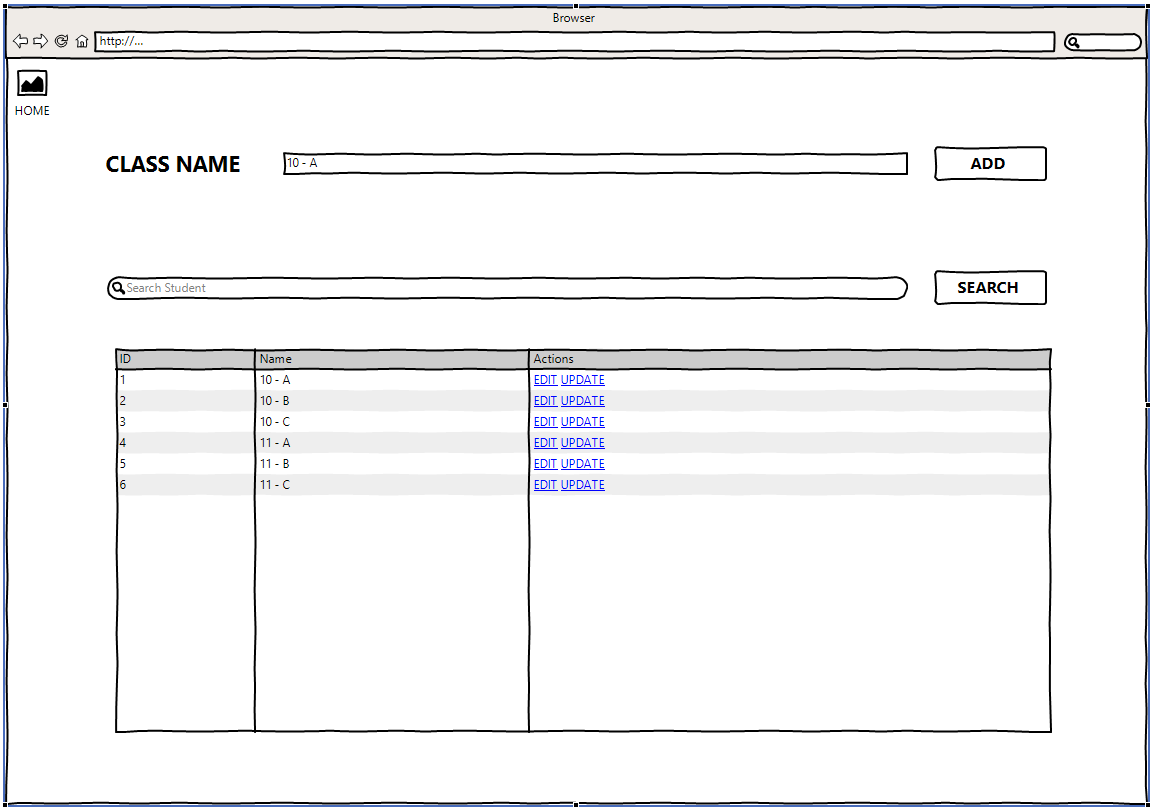 Browser
http://...
HOME
CLASS NAME 10 - A ADD
Search Student SEARCH
ID Name Actions
1 10 - A EDIT UPDATE
2 10 - B EDIT UPDATE
3 10 - C EDIT UPDATE
4 11 - A EDIT UPDATE
5 11 - B EDIT UPDATE
6 11 - C EDIT UPDATE